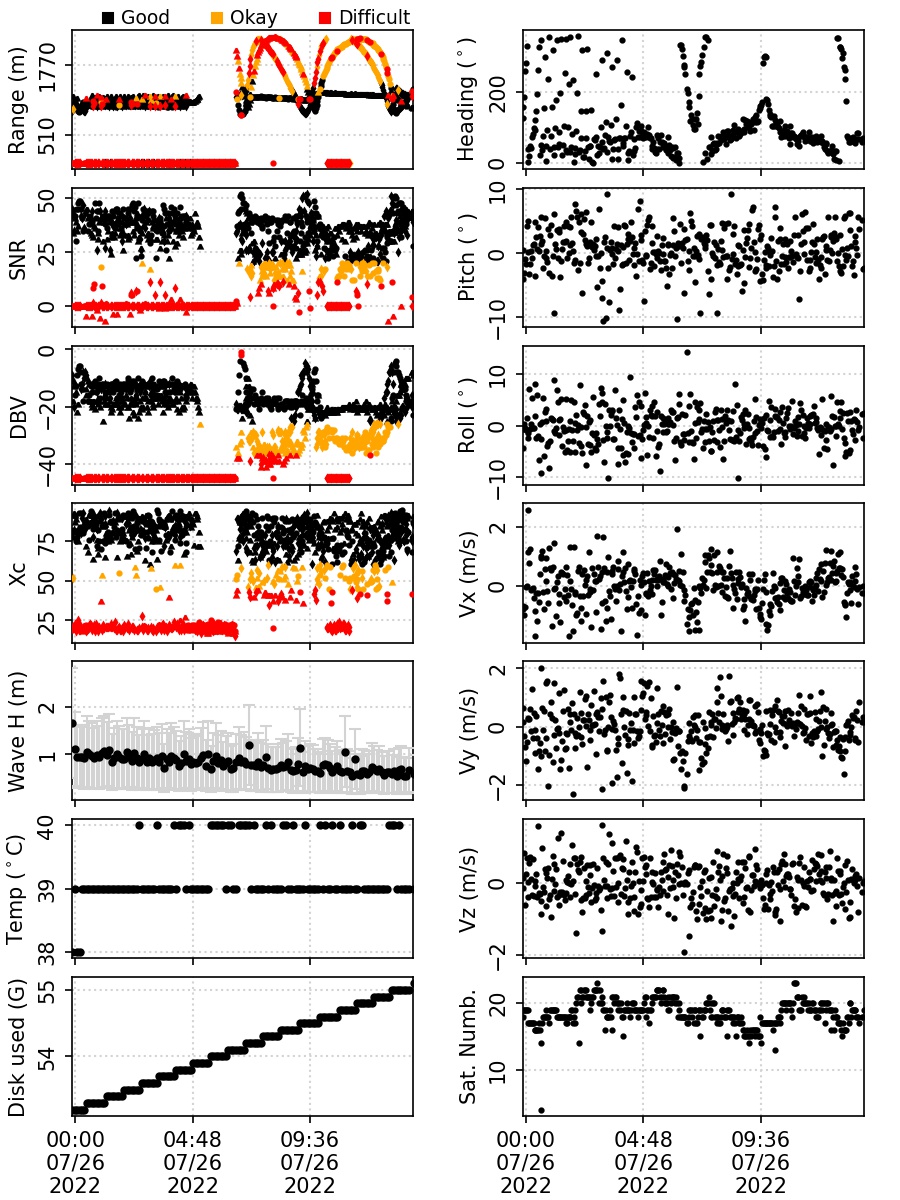 Good Okay Difficult
Range (m)
1770
510
Heading (°)
200
0
SNR
50
25
0
Pitch (°)
10
0
−10
DBV
0
−20
−40
Roll (°)
10
0
−10
Xc
75
50
25
Vx (m/s)
2
0
Wave H (m)
2
1
Vy (m/s)
2
0
−2
Temp (°C)
40
39
38
Vz (m/s)
0
−2
Disk used (G)
55
54
Sat. Numb.
20
10
00:00 04:48 09:36 00:00 04:48 09:36
07/26 07/26 07/26 07/26 07/26 07/26
2022 2022 2022 2022 2022 2022